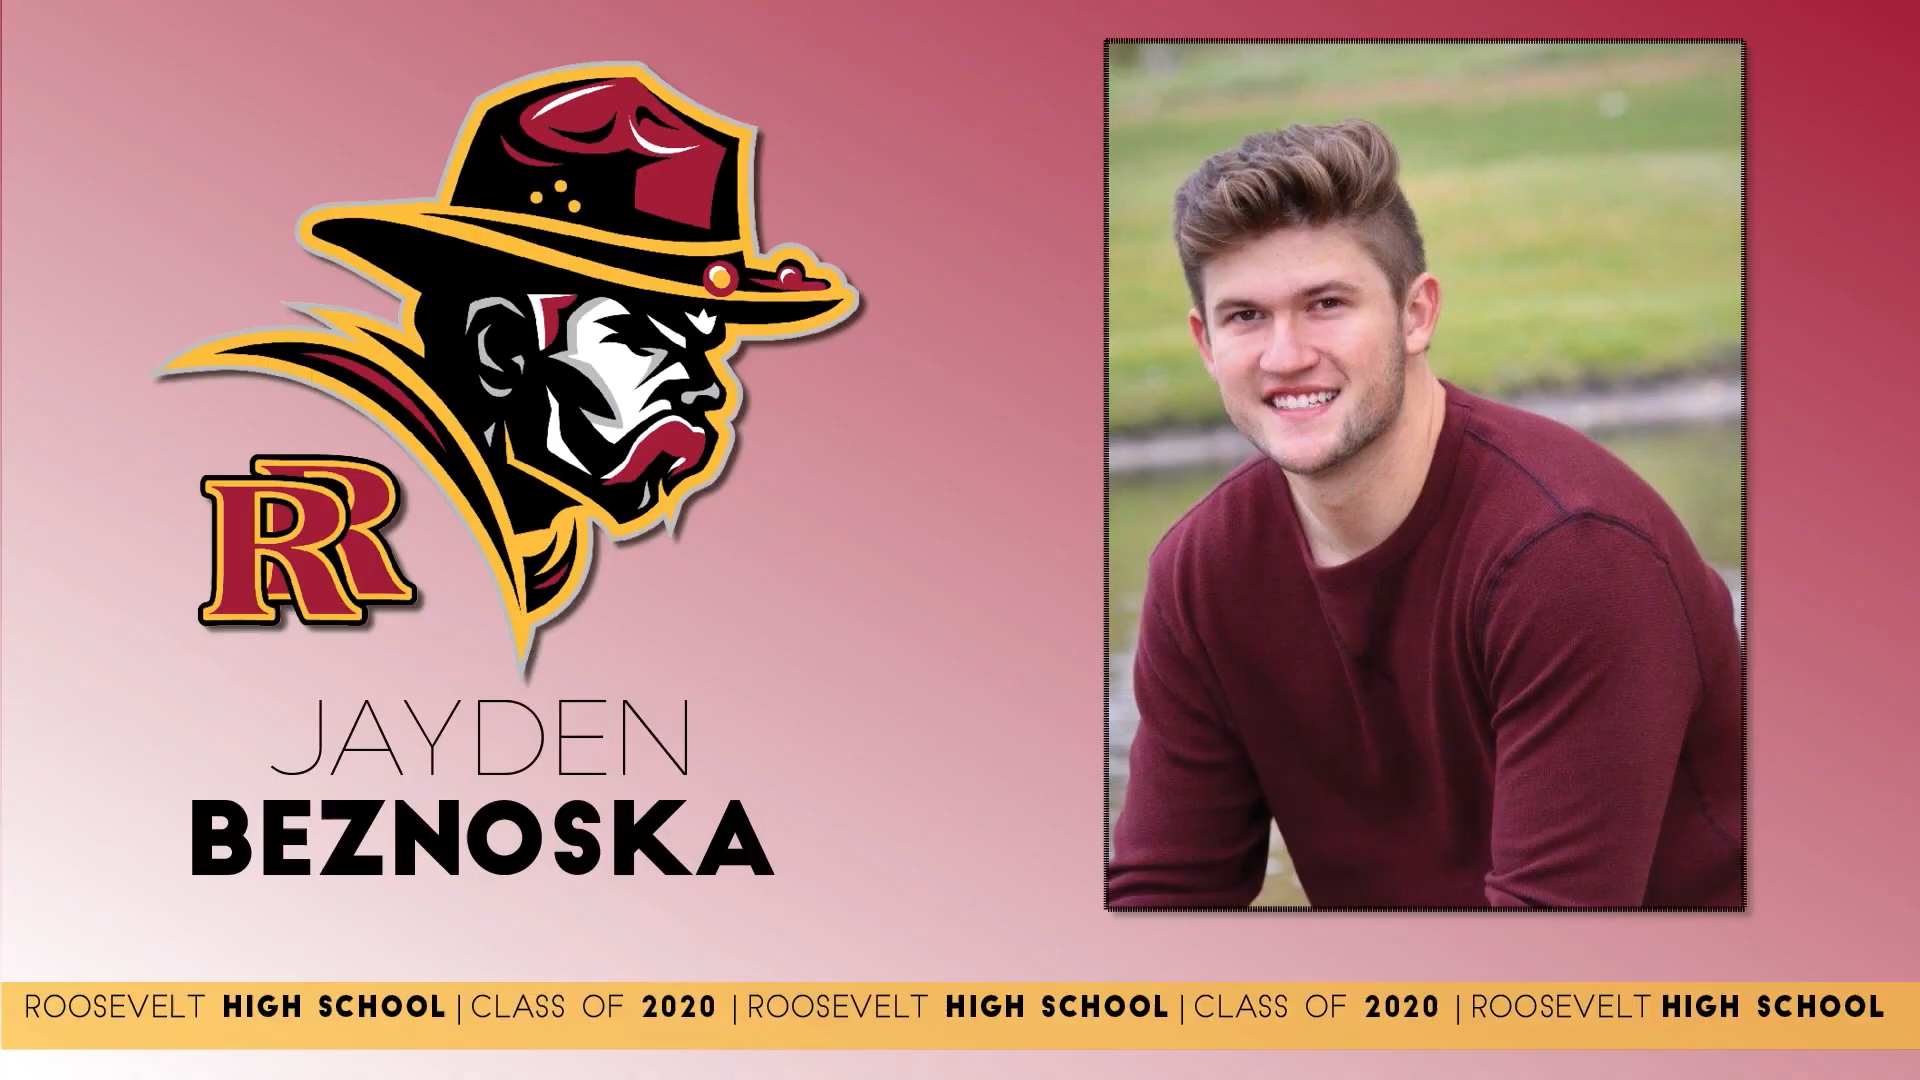 RR
JAYDEN
BEZNOSKA
ROOSEVELT HIGH SCHOOL | CLASS OF 2020 | ROOSEVELT HIGH SCHOOL | CLASS OF 2020 | ROOSEVELT HIGH SCHOOL